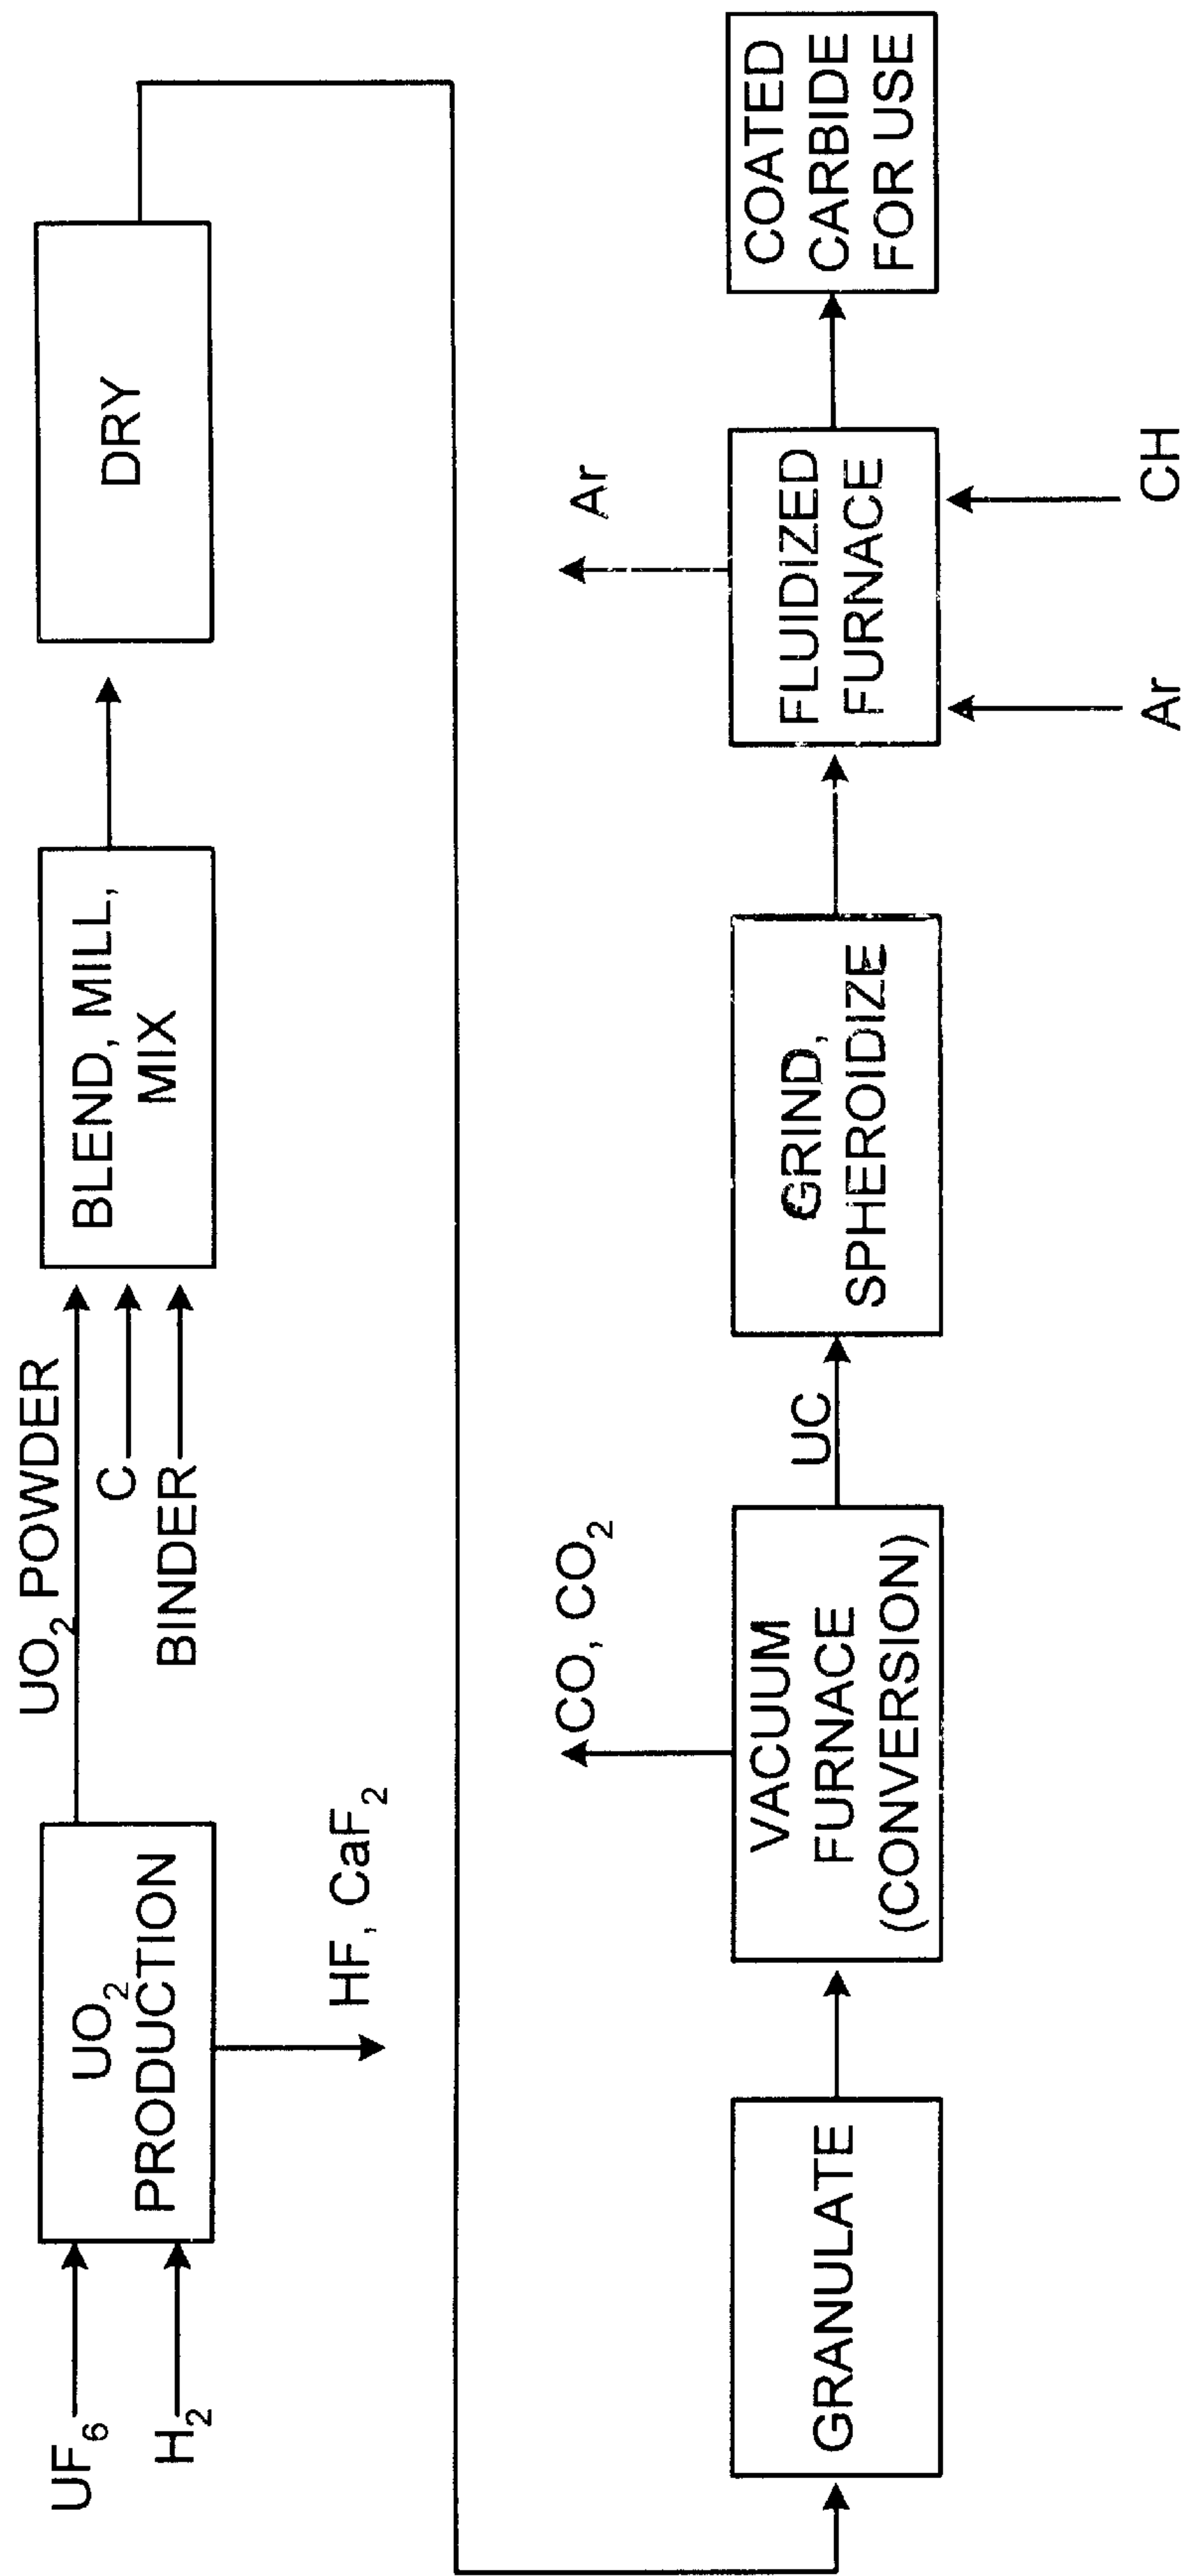 UF6
H2
UO2
PRODUCTION
HF, CaF2
UO2 POWDER
C
BINDER
BLEND, MILL,
MIX
DRY
GRANULATE
VACUUM
FURNACE
(CONVERSION)
CO, CO2
UC
GRIND,
SPHEROIDIZE
FLUIDIZED
FURNACE
Ar
Ar
CH
COATED
CARBIDE
FOR USE